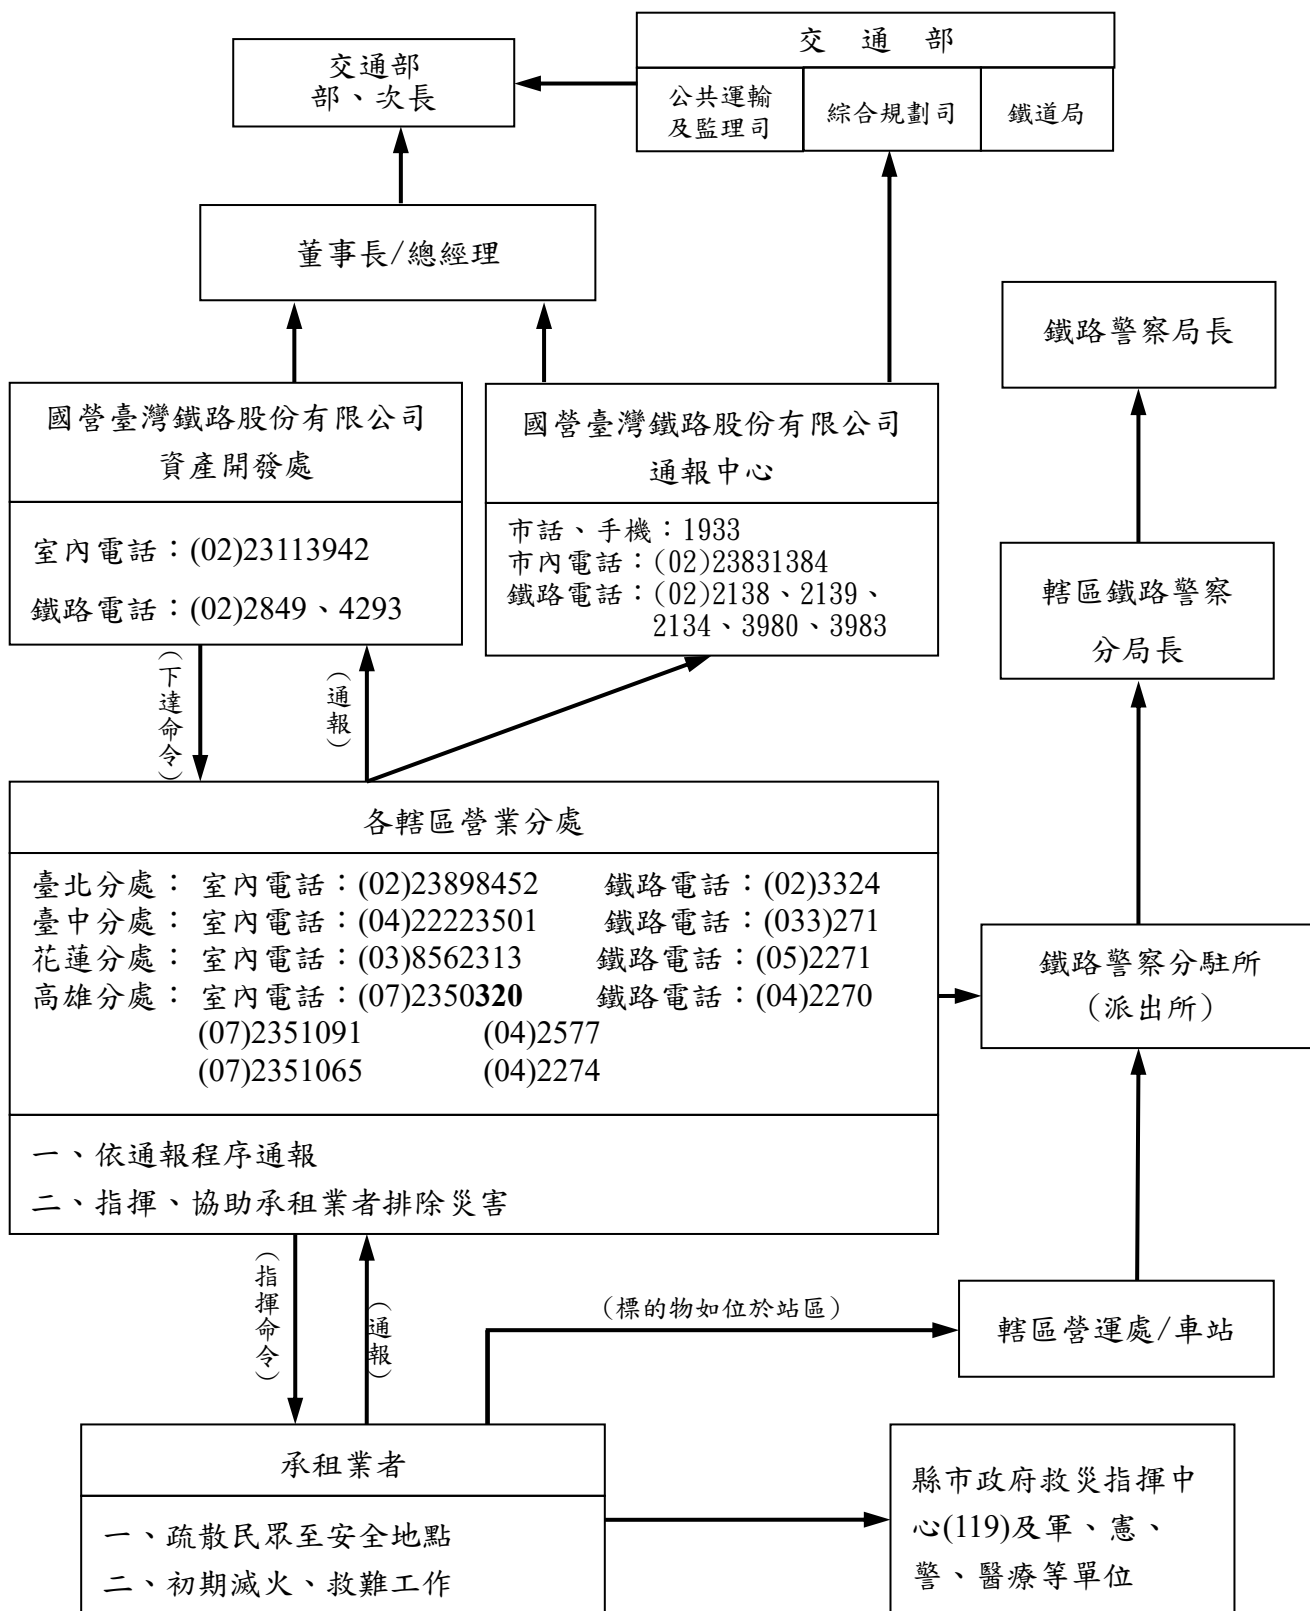 交通部
公共運輸
及監理司
綜合規劃司
鐵道局
交通部
部、次長
董事長/總經理
鐵路警察局長
國營臺灣鐵路股份有限公司
資產開發處
室內電話：(02)23113942
鐵路電話：(02)2849、4293
國營臺灣鐵路股份有限公司
通報中心
市話、手機：1933
市內電話：(02)23831384
鐵路電話：(02)2138、2139、
2134、3980、3983
轄區鐵路警察
分局長
（下達命令）
（通報）
各轄區營業分處
臺北分處： 室內電話：(02)23898452 鐵路電話：(02)3324
臺中分處： 室內電話：(04)22223501 鐵路電話：(033)271
花蓮分處： 室內電話：(03)8562313 鐵路電話：(05)2271
高雄分處： 室內電話：(07)2350320 鐵路電話：(04)2270
(07)2351091 (04)2577
(07)2351065 (04)2274
一、依通報程序通報
二、指揮、協助承租業者排除災害
鐵路警察分駐所
（派出所）
（指揮命令）
（通報）
（標的物如位於站區）
轄區營運處/車站
承租業者
一、疏散民眾至安全地點
二、初期滅火、救難工作
縣市政府救災指揮中
心(119)及軍、憲、
警、醫療等單位